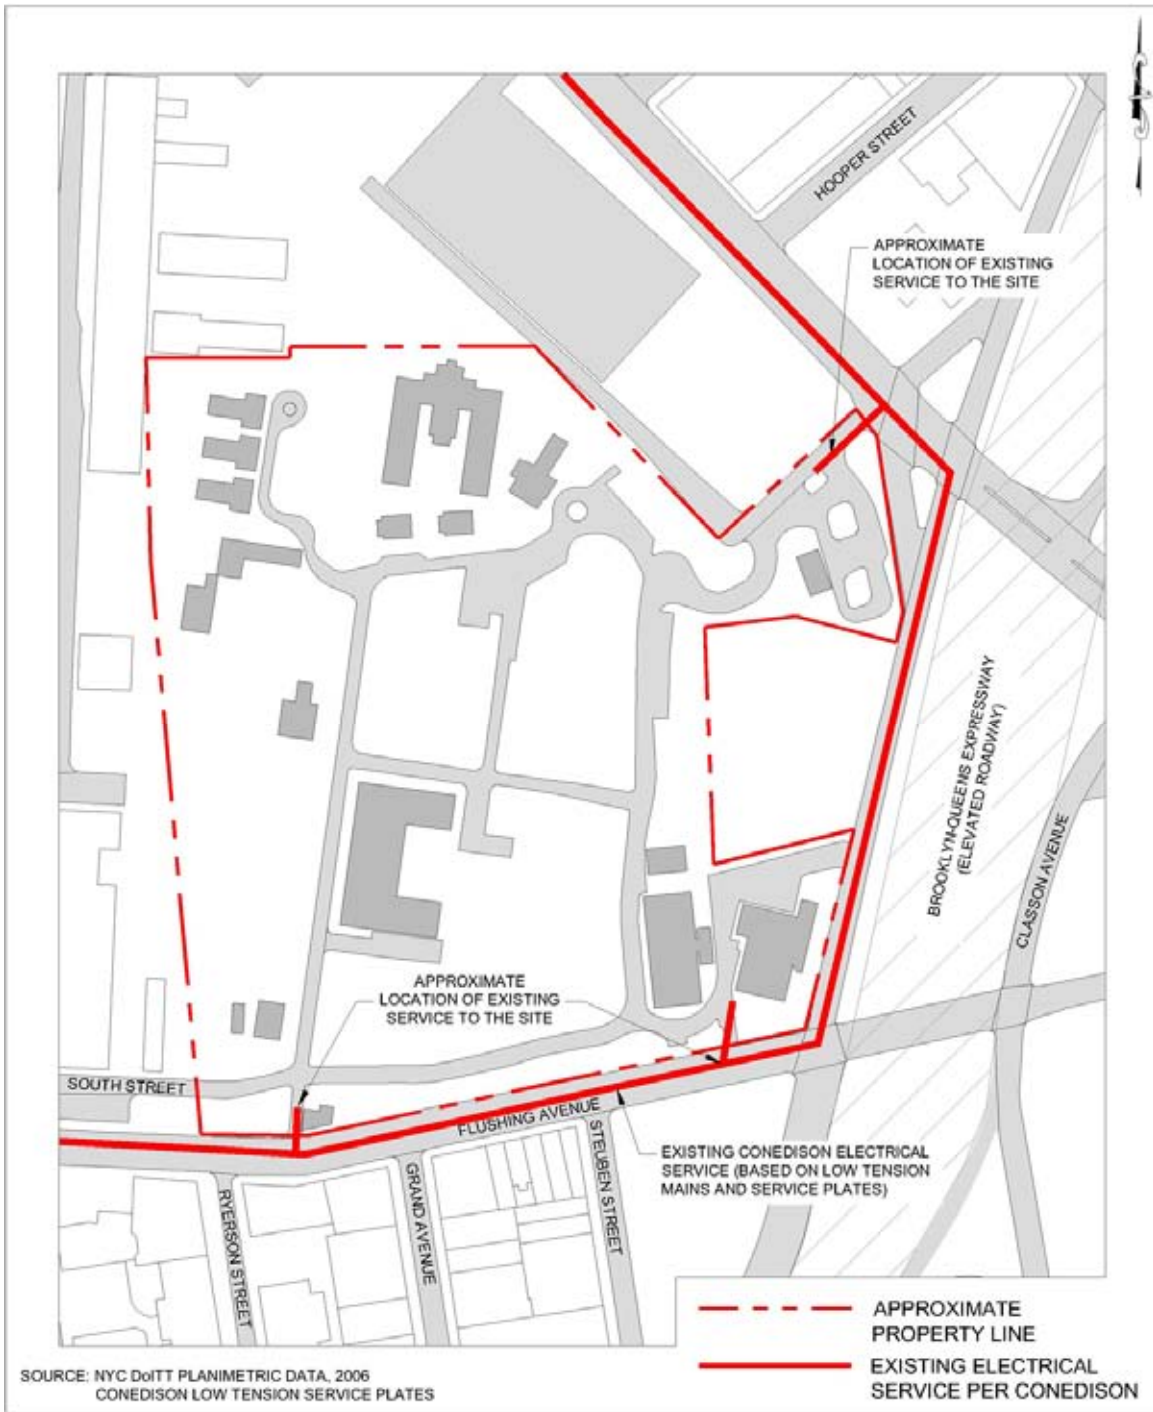 HOOPER STREET
APPROXIMATE
LOCATION OF EXISTING
SERVICE TO THE SITE
BROOKLYN-QUEENS EXPRESSWAY
(ELEVATED ROADWAY)
CLASSON AVENUE
APPROXIMATE
LOCATION OF EXISTING
SERVICE TO THE SITE
SOUTH STREET
FLUSHING AVENUE
RYERSON STREET
GRAND AVENUE
STEUBEN STREET
EXISTING CONEDISON ELECTRICAL
SERVICE (BASED ON LOW TENSION
MAINS AND SERVICE PLATES)
APPROXIMATE
PROPERTY LINE
EXISTING ELECTRICAL
SERVICE PER CONEDISON
SOURCE: NYC DoITT PLANIMETRIC DATA, 2006
CONEDISON LOW TENSION SERVICE PLATES